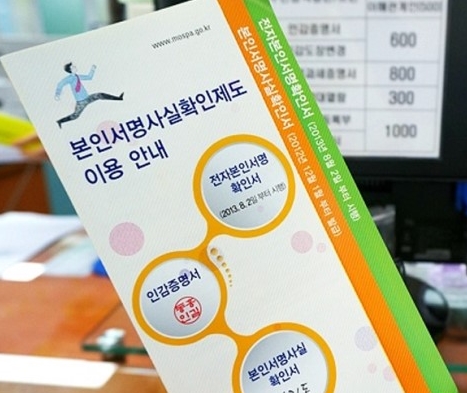 www.mospa.go.kr
본인서명사실확인제도
이용 안내
전자본인서명
확인서
(2013. 8. 2일 부터 시행)
인감증명서
본인서명사실
확인서
본인서명사실확인서 (2012년 12월 1일 부터 발급)
전자본인서명확인서 (2013년 8월 2일 부터 시행)
600
800
300
1000